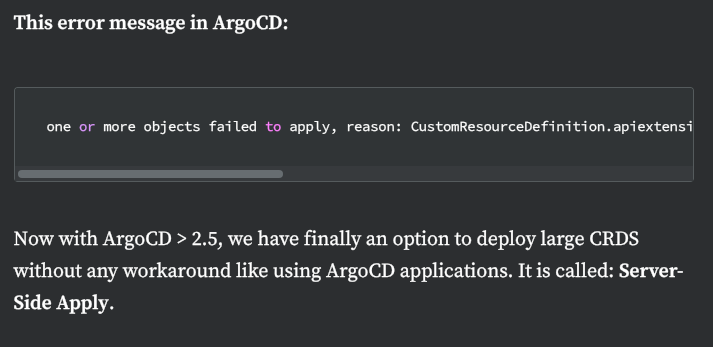 This error message in ArgoCD:
one or more objects failed to apply, reason: CustomResourceDefinition.apiextensi
Now with ArgoCD > 2.5, we have finally an option to deploy large CRDS
without any workaround like using ArgoCD applications. It is called: Server-
Side Apply.